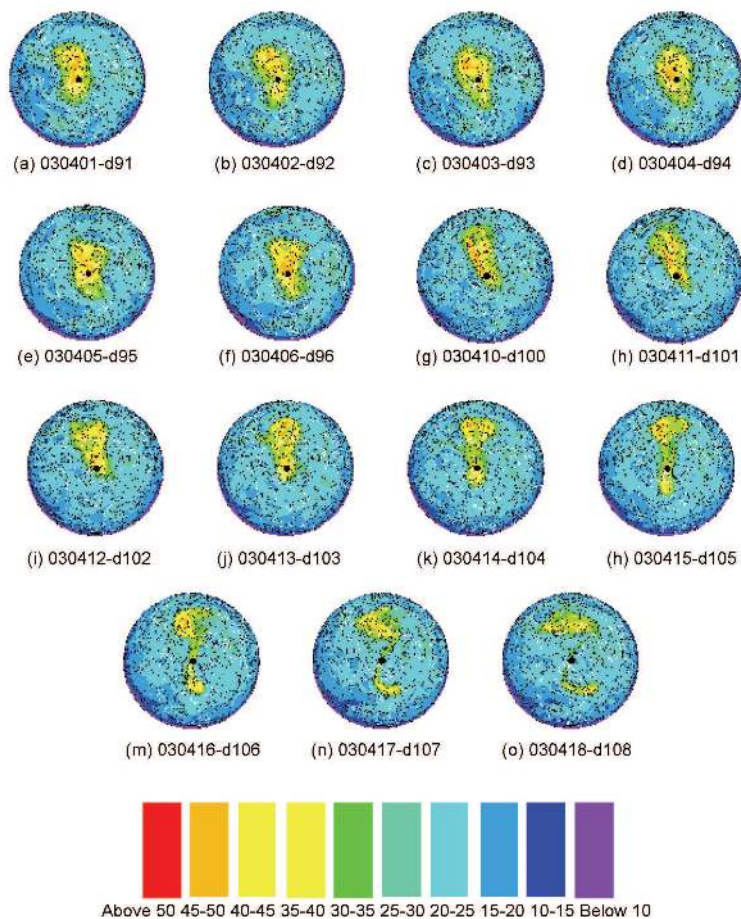 (a) 030401-d91 (b) 030402-d92 (c) 030403-d93 (d) 030404-d94
(e) 030405-d95 (f) 030406-d96 (g) 030410-d100 (h) 030411-d101
(i) 030412-d102 (j) 030413-d103 (k) 030414-d104 (h) 030415-d105
(m) 030416-d106 (n) 030417-d107 (o) 030418-d108
Above 50 45-50 40-45 35-40 30-35 25-30 20-25 15-20 10-15 Below 10